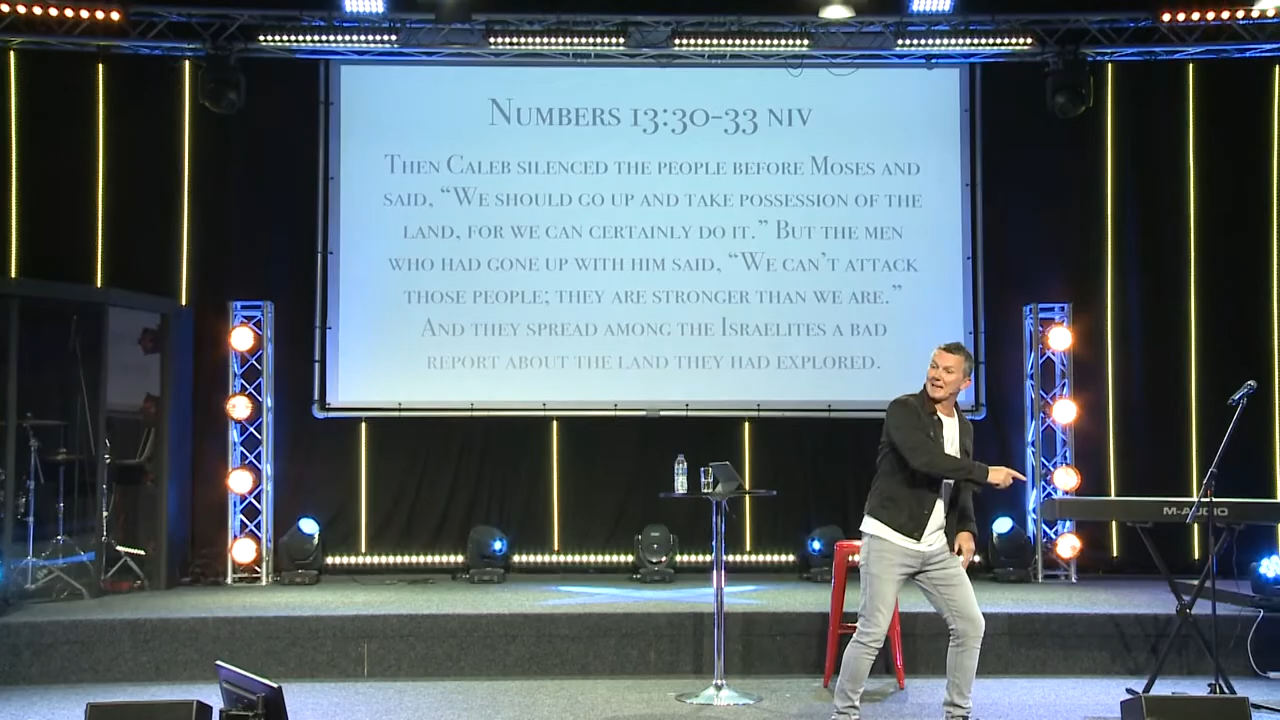 Numbers 13:30-33 NIV
Then Caleb silenced the people before Moses and
said, “We should go up and take possession of the
land, for we can certainly do it.” But the men
who had gone up with him said, “We can’t attack
those people; they are stronger than we are.”
And they spread among the Israelites a bad
report about the land they had explored.
M-AUDIO